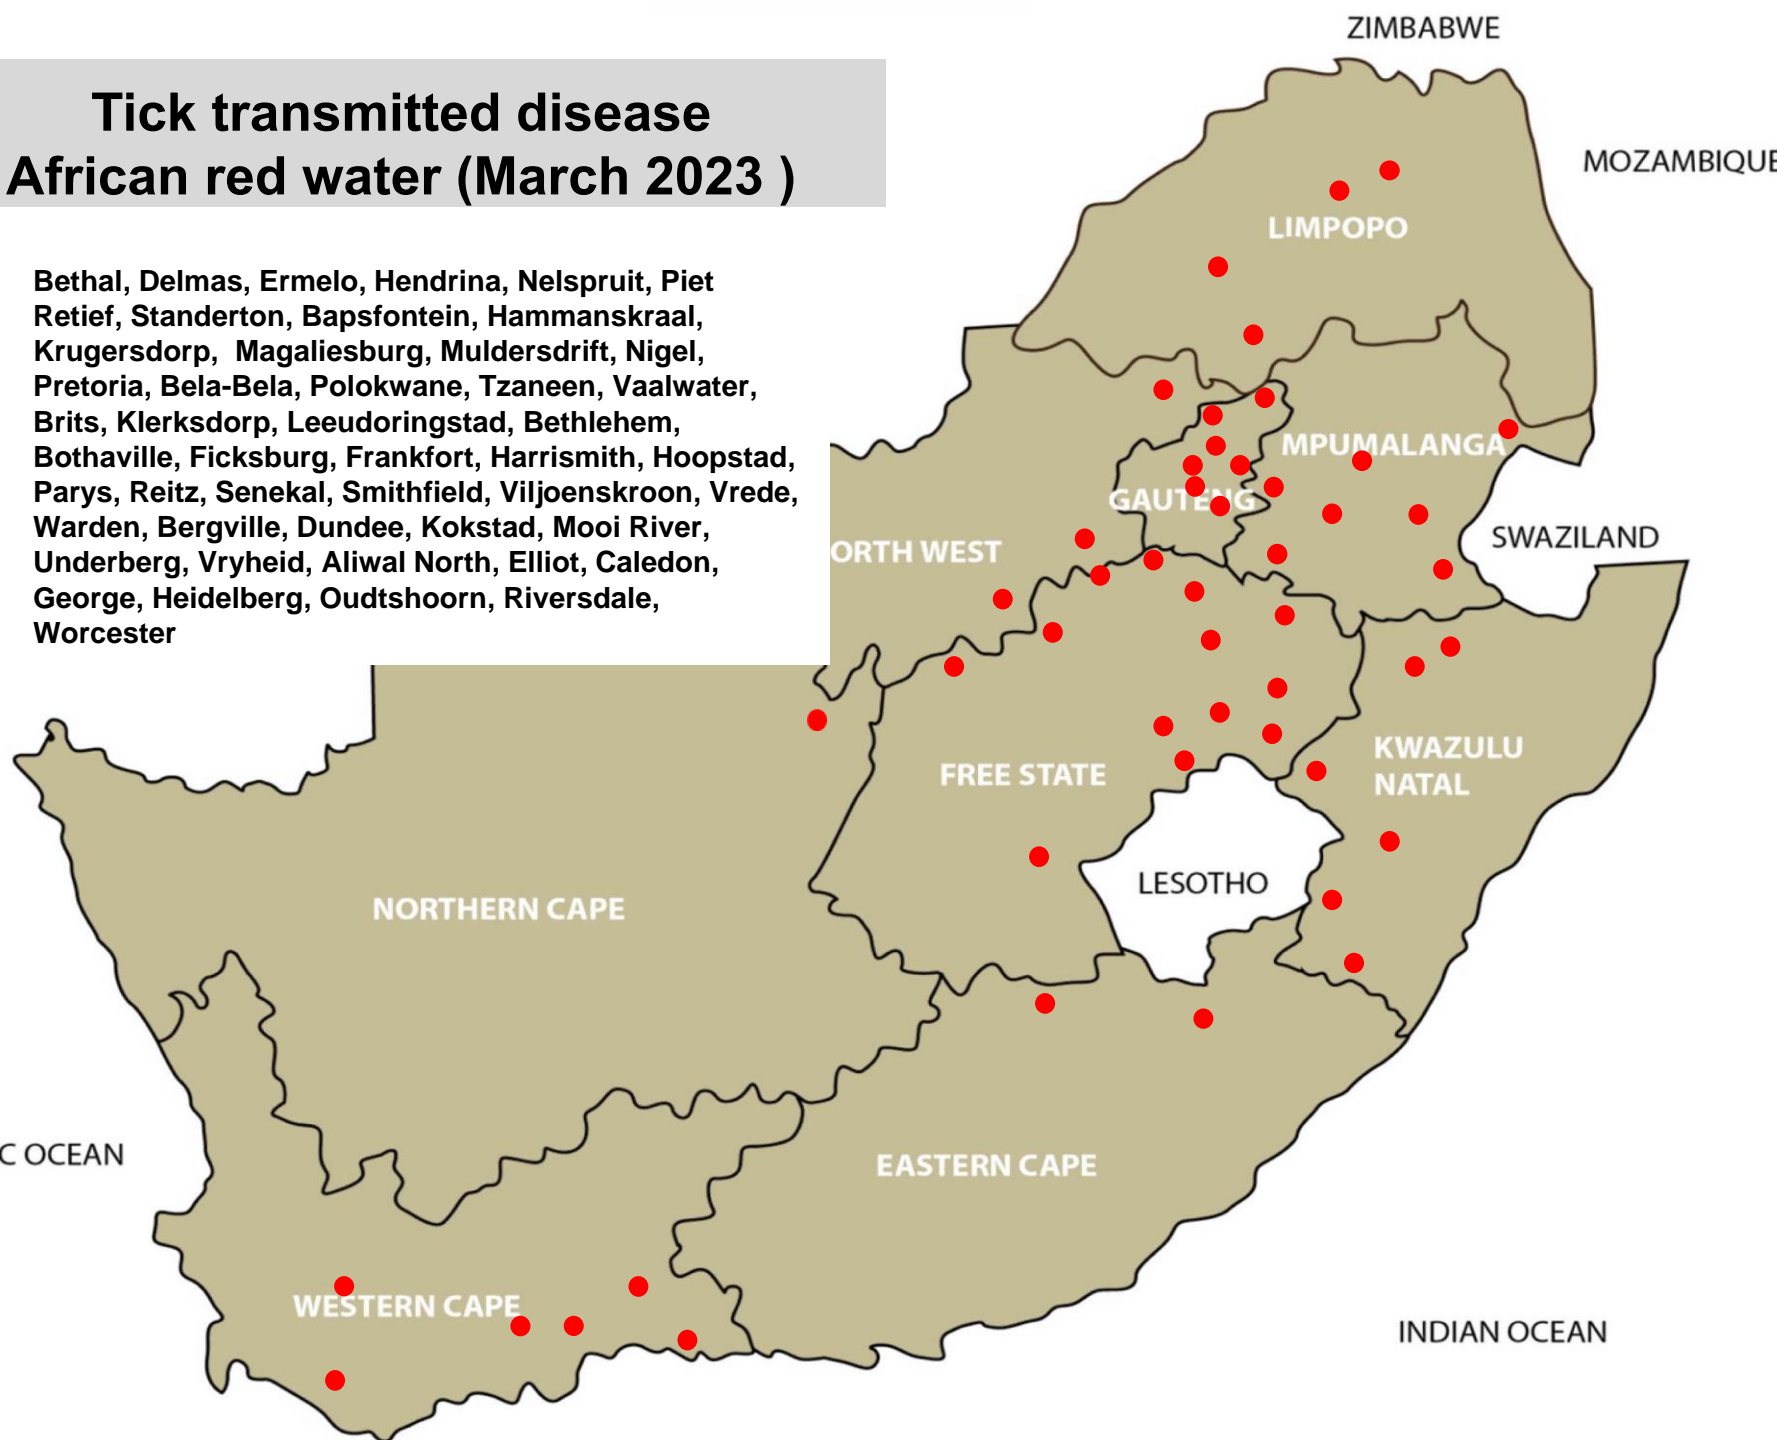 ZIMBABWE
Tick transmitted disease
African red water (March 2023 )
MOZAMBIQUE
LIMPOPO
Bethal, Delmas, Ermelo, Hendrina, Nelspruit, Piet
Retief, Standerton, Bapsfontein, Hammanskraal,
Krugersdorp, Magaliesburg, Muldersdrift, Nigel,
Pretoria, Bela-Bela, Polokwane, Tzaneen, Vaalwater,
Brits, Klerksdorp, Leeudoringstad, Bethlehem,
Bothaville, Ficksburg, Frankfort, Harrismith, Hoopstad,
Parys, Reitz, Senekal, Smithfield, Viljoenskroon, Vrede,
Warden, Bergville, Dundee, Kokstad, Mooi River,
Underberg, Vryheid, Aliwal North, Elliot, Caledon,
George, Heidelberg, Oudtshoorn, Riversdale,
Worcester
MPUMALANGA
GAUTENG
SWAZILAND
ORTH WEST
KWAZULU
NATAL
FREE STATE
LESOTHO
NORTHERN CAPE
C OCEAN
EASTERN CAPE
WESTERN CAPE
INDIAN OCEAN